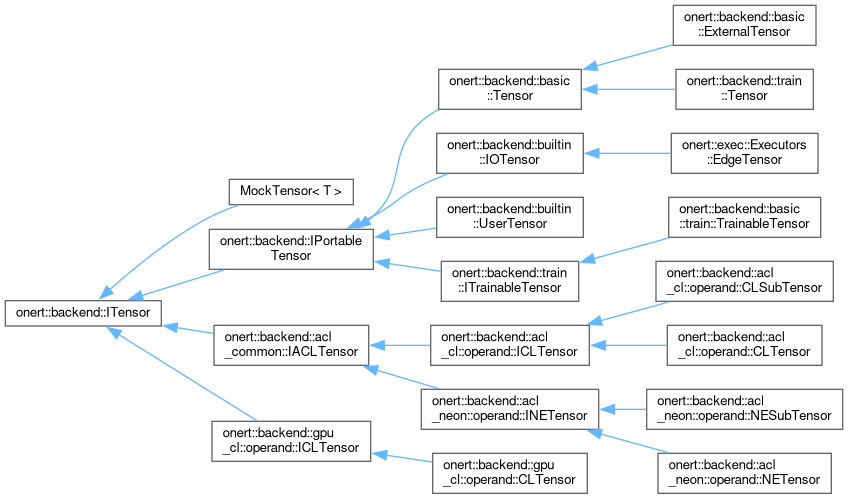 onert::backend::basic
::ExternalTensor
onert::backend::basic
::Tensor
onert::backend::train
::Tensor
onert::backend::builtin
::IOTensor
onert::exec::Executors
::EdgeTensor
MockTensor< T >
onert::backend::builtin
::UserTensor
onert::backend::basic
::train::TrainableTensor
onert::backend::IPortable
Tensor
onert::backend::train
::ITrainableTensor
onert::backend::acl
_cl::operand::CLSubTensor
onert::backend::ITensor
onert::backend::acl
_common::IACLTensor
onert::backend::acl
_cl::operand::ICLTensor
onert::backend::acl
_cl::operand::CLTensor
onert::backend::acl
_neon::operand::INETensor
onert::backend::acl
_neon::operand::NESubTensor
onert::backend::gpu
_cl::operand::ICLTensor
onert::backend::gpu
_cl::operand::CLTensor
onert::backend::acl
_neon::operand::NETensor